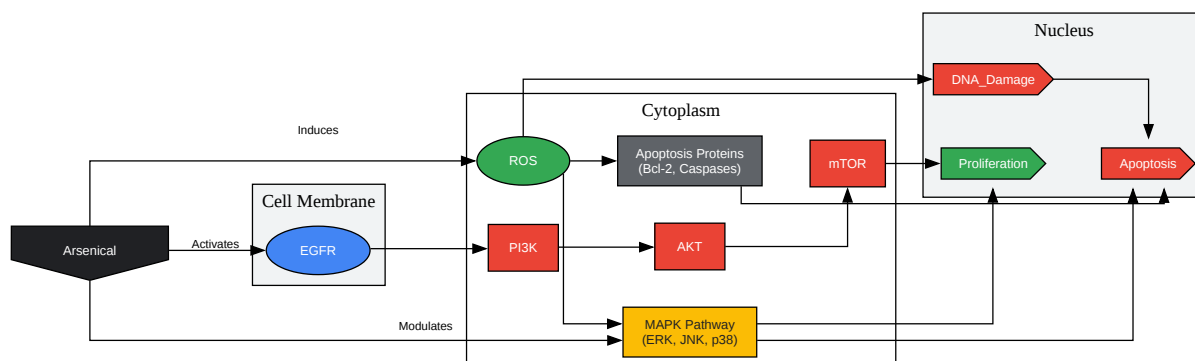 Nucleus
DNA_Damage
Cytoplasm
Induces
ROS
Apoptosis Proteins
(Bcl-2, Caspases)
mTOR
Proliferation
Apoptosis
Cell Membrane
Arsenical
Activates
EGFR
PI3K
AKT
Modulates
MAPK Pathway
(ERK, JNK, p38)